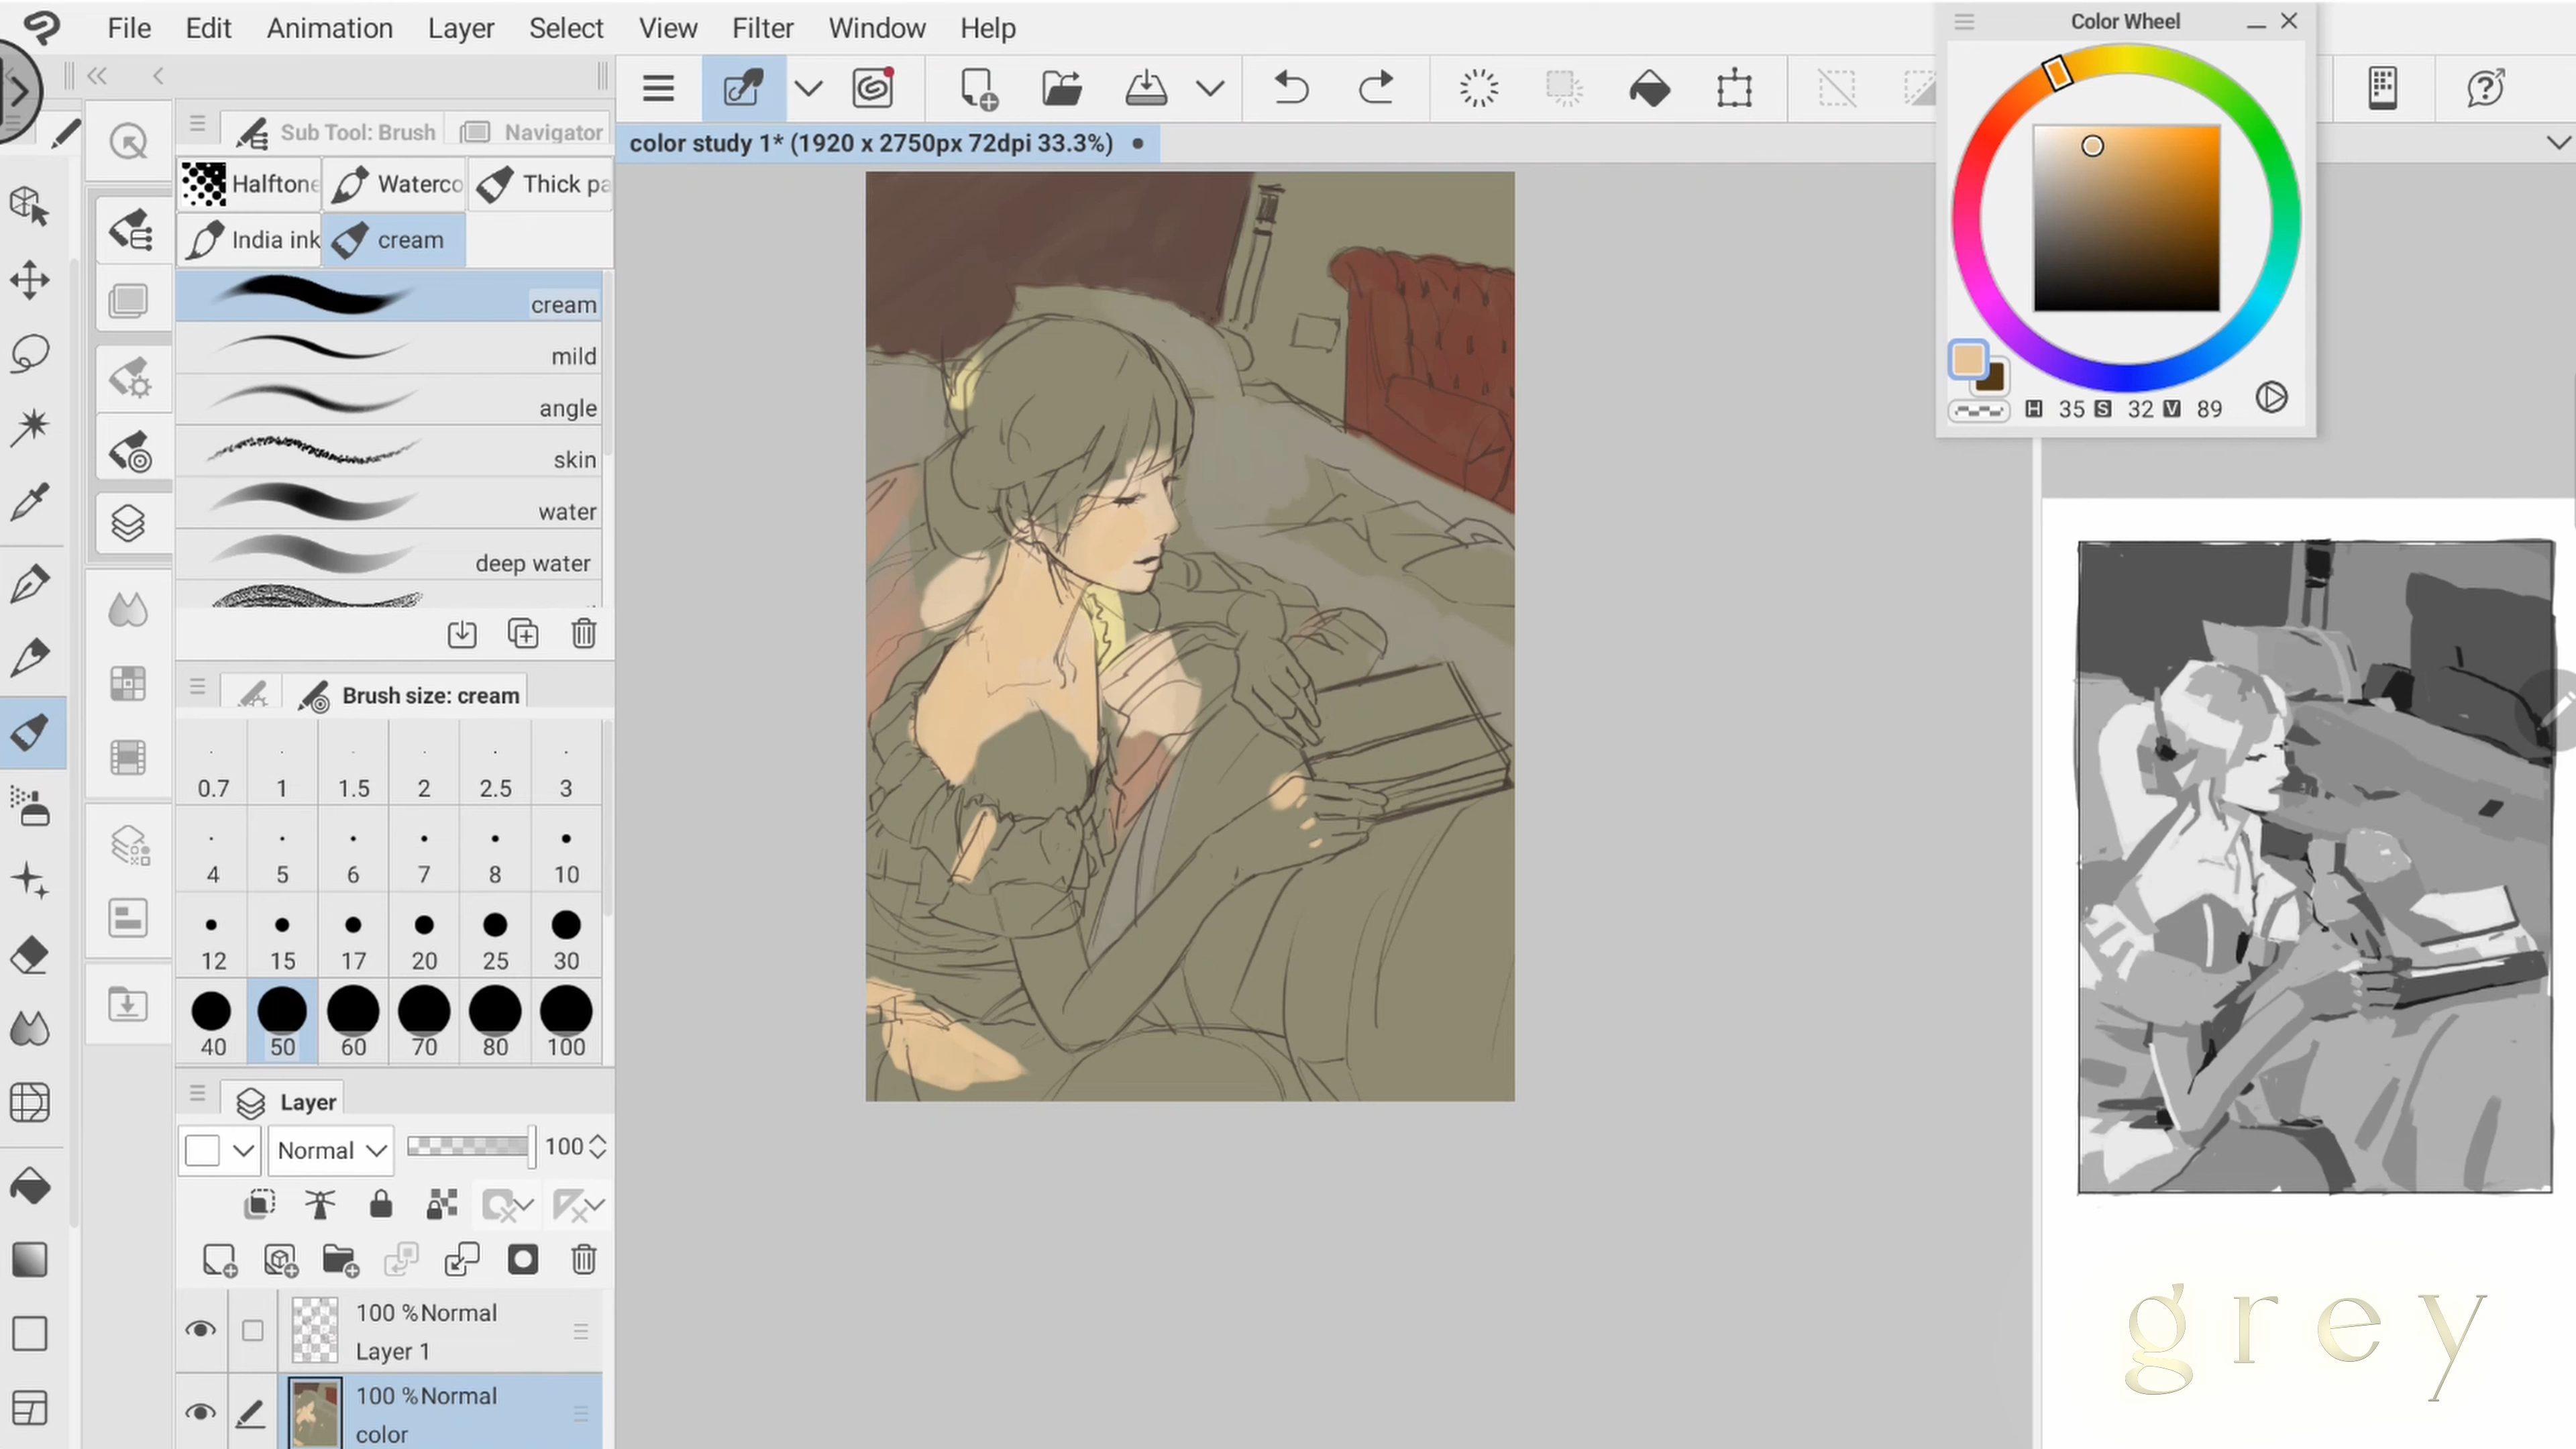 File Edit Animation Layer Select View Filter Window Help
Color Wheel
Sub Tool: Brush Navigator
color study 1* (1920 x 2750px 72dpi 33.3%)
Halftone Waterco Thick pa
India ink cream
cream
mild
angle
skin
water
deep water
H 35 S 32 V 89
Brush size: cream
0.7 1 1.5 2 2.5 3
4 5 6 7 8 10
12 15 17 20 25 30
40 50 60 70 80 100
Layer
Normal 100
100 %Normal
Layer 1
100 %Normal
color
grey